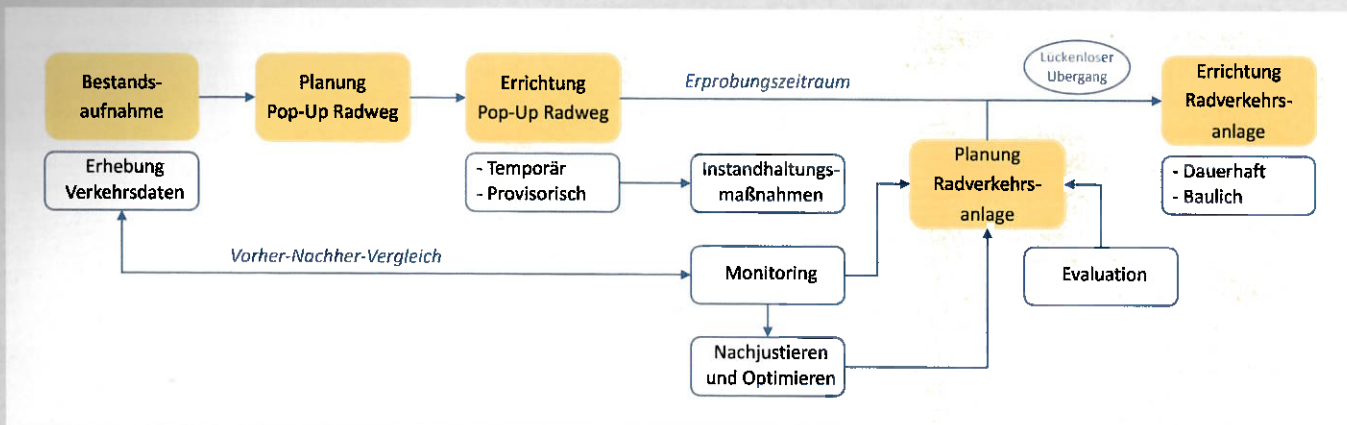 Bestands-
aufnahme
Planung
Pop-Up Radweg
Errichtung
Pop-Up Radweg
Erprobungszeitraum
Lückenloser
Übergang
Errichtung
Radverkehrs-
anlage
Erhebung
Verkehrsdaten
- Temporär
- Provisorisch
Instandhaltungs-
maßnahmen
Planung
Radverkehrs-
anlage
- Dauerhaft
- Baulich
Vorher-Nachher-Vergleich
Monitoring
Evaluation
Nachjustieren
und Optimieren